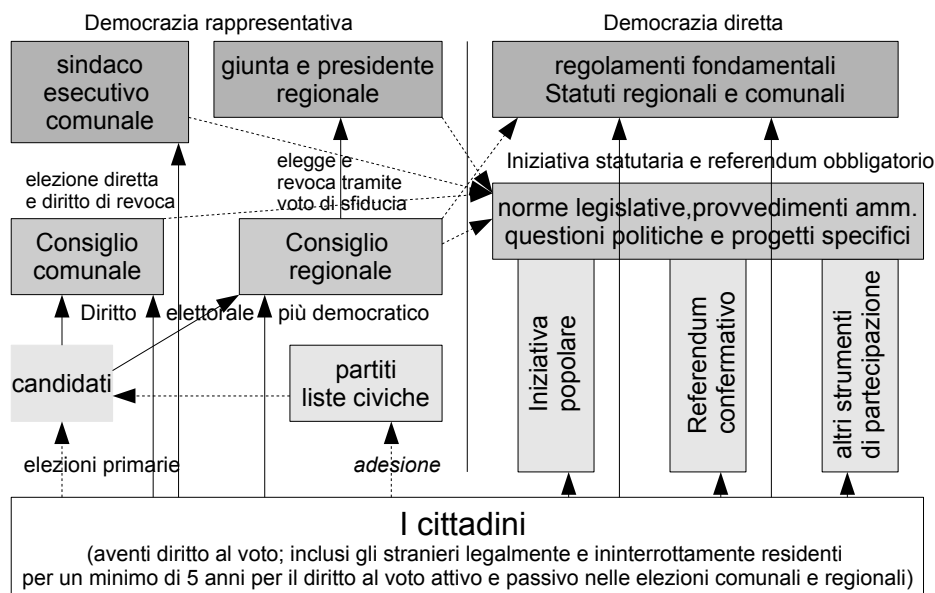 Democrazia rappresentativa
Democrazia diretta
sindaco
esecutivo
comunale
giunta e presidente
regionale
regolamenti fondamentali
Statuti regionali e comunali
elezione diretta
e diritto di revoca
elegge e
revoca tramite
voto di sfiducia
Iniziativa statutaria e referendum obbligatorio
Consiglio
comunale
Consiglio
regionale
norme legislative,provvedimenti amm.
questioni politiche e progetti specifici
Diritto elettorale più democratico
candidati
partiti
liste civiche
Iniziativa
popolare
Referendum
confermativo
altri strumenti
di partecipazione
elezioni primarie
adesione
I cittadini
(aventi diritto al voto; inclusi gli stranieri legalmente e ininterrottamente residenti
per un minimo di 5 anni per il diritto al voto attivo e passivo nelle elezioni comunali e regionali)